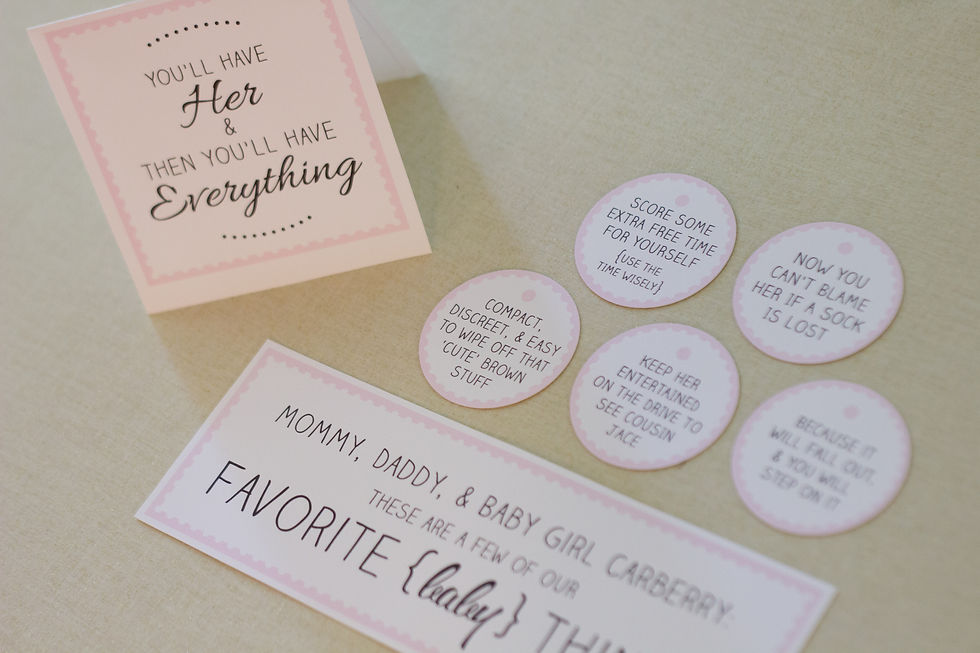 YOU'LL HAVE
Her
&
THEN YOU'LL HAVE
Everything
SCORE SOME
EXTRA FREE TIME
FOR YOURSELF
{USE THE
TIME WISELY}
NOW YOU
CAN'T BLAME
HER IF A SOCK
IS LOST
COMPACT,
DISCREET, & EASY
TO WIPE OFF THAT
'CUTE' BROWN
STUFF
KEEP HER
ENTERTAINED
ON THE DRIVE TO
SEE COUSIN
JACE
BECAUSE IT
WILL FALL OUT,
& YOU WILL
STEP ON IT
MOMMY, DADDY, & BABY GIRL CARBERRY:
THESE ARE A FEW OF OUR
FAVORITE {baby}